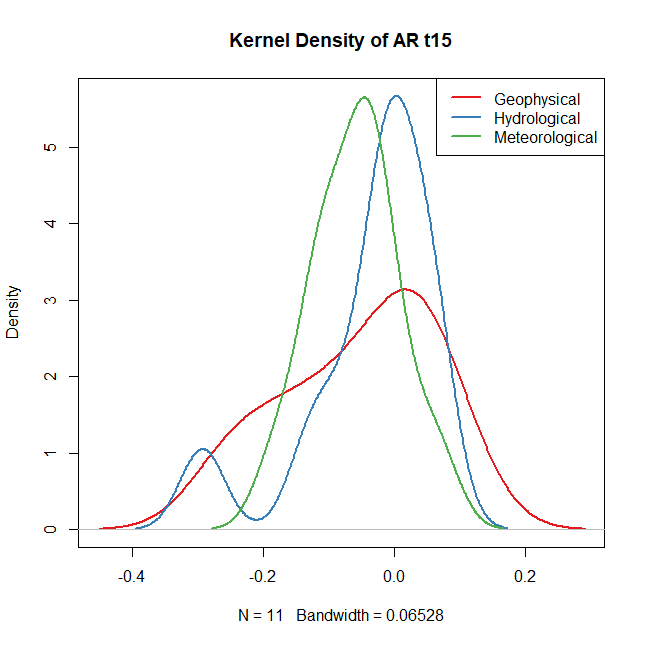 Kernel Density of AR t15
Geophysical
Hydrological
Meteorological
Density
5
4
3
2
1
0
-0.4 -0.2 0.0 0.2
N = 11 Bandwidth = 0.06528